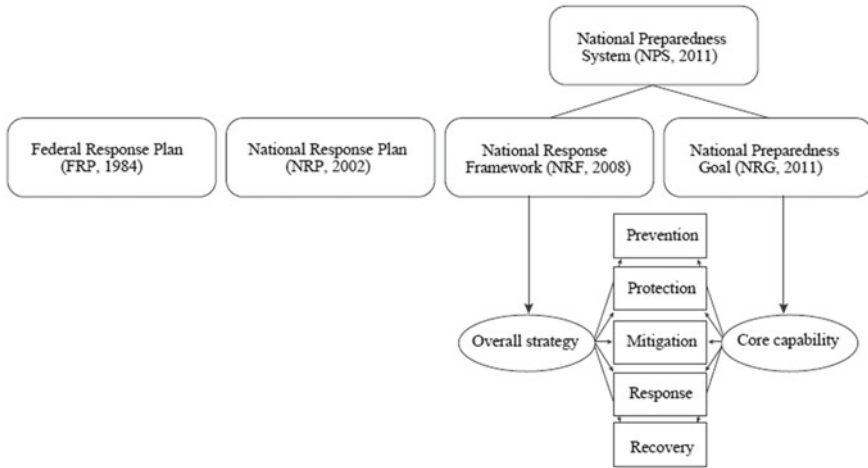 National Preparedness
System (NPS, 2011)
Federal Response Plan
(FRP, 1984)
National Response Plan
(NRP, 2002)
National Response
Framework (NRF, 2008)
National Preparedness
Goal (NRG, 2011)
Prevention
Protection
Overall strategy
Mitigation
Core capability
Response
Recovery